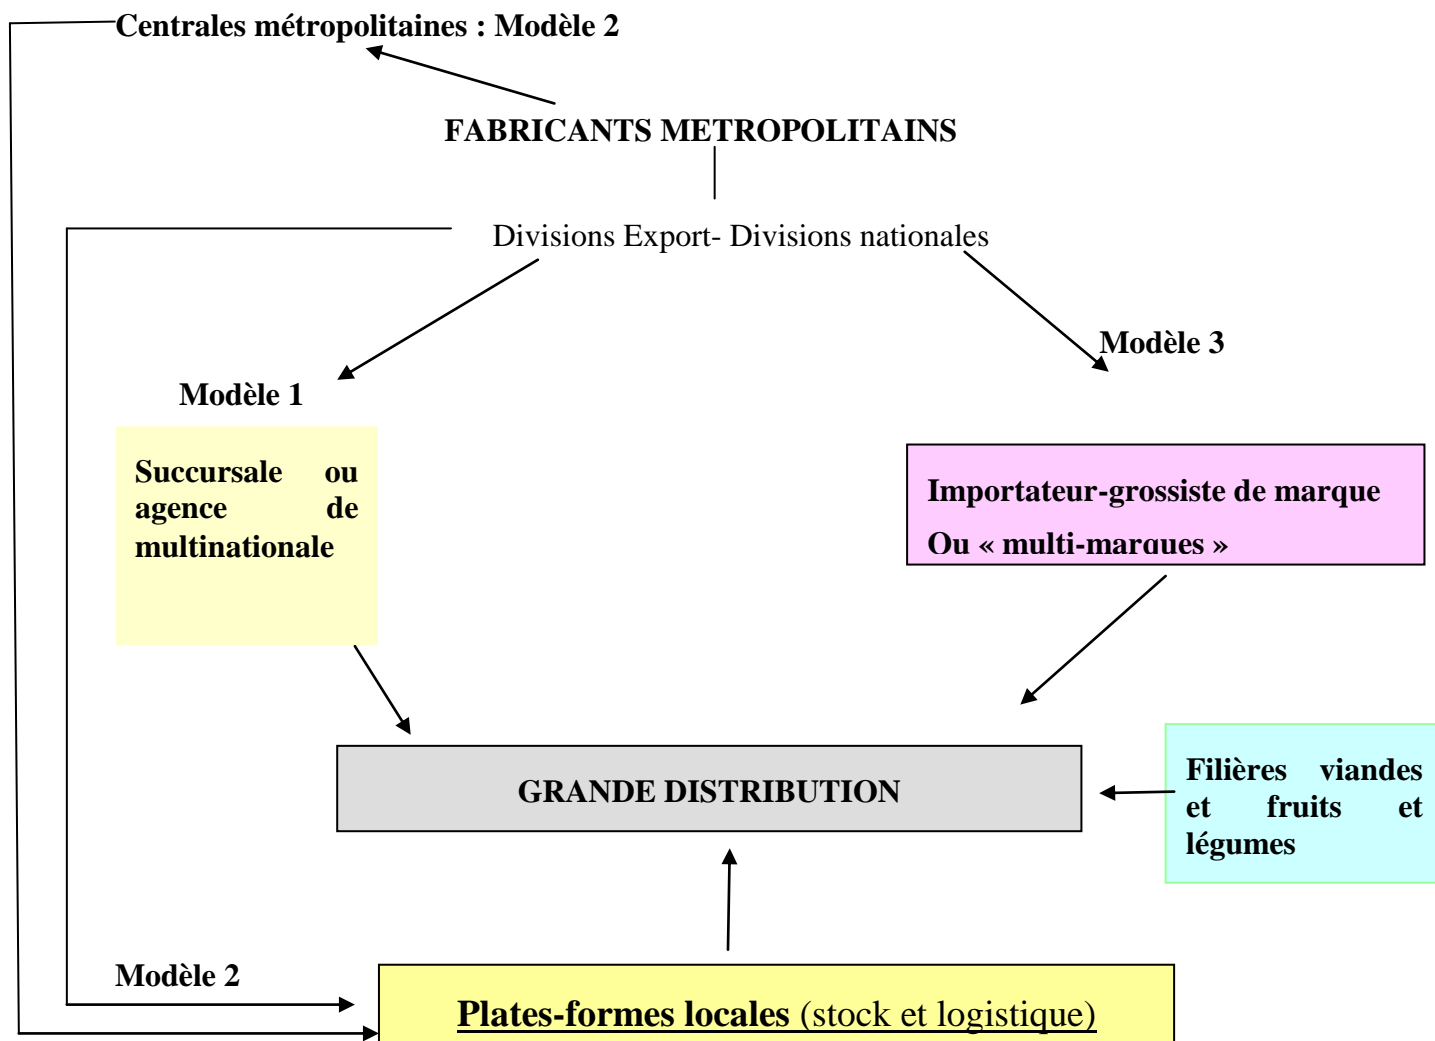 Centrales métropolitaines : Modèle 2
FABRICANTS METROPOLITAINS
Divisions Export- Divisions nationales
Modèle 3
Modèle 1
Succursale ou
agence de
multinationale
Importateur-grossiste de marque
Ou « multi-marques »
GRANDE DISTRIBUTION
Filières viandes
et fruits et
légumes
Modèle 2
Plates-formes locales (stock et logistique)